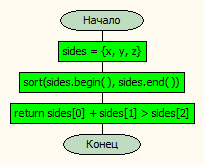 Начало
sides = {x, y, z}
sort(sides.begin(), sides.end())
return sides[0] + sides[1] > sides[2]
Конец